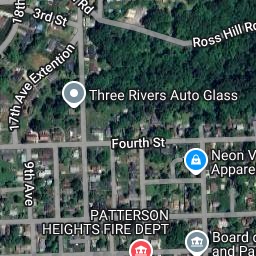 18th
Rd
3rd St
Ross Hill Ro
17th Ave Extention
Three Rivers Auto Glass
Fourth St
9th Ave
Neon V
Appare
PATTERSON
HEIGHTS FIRE DEPT
Board o
and Pa